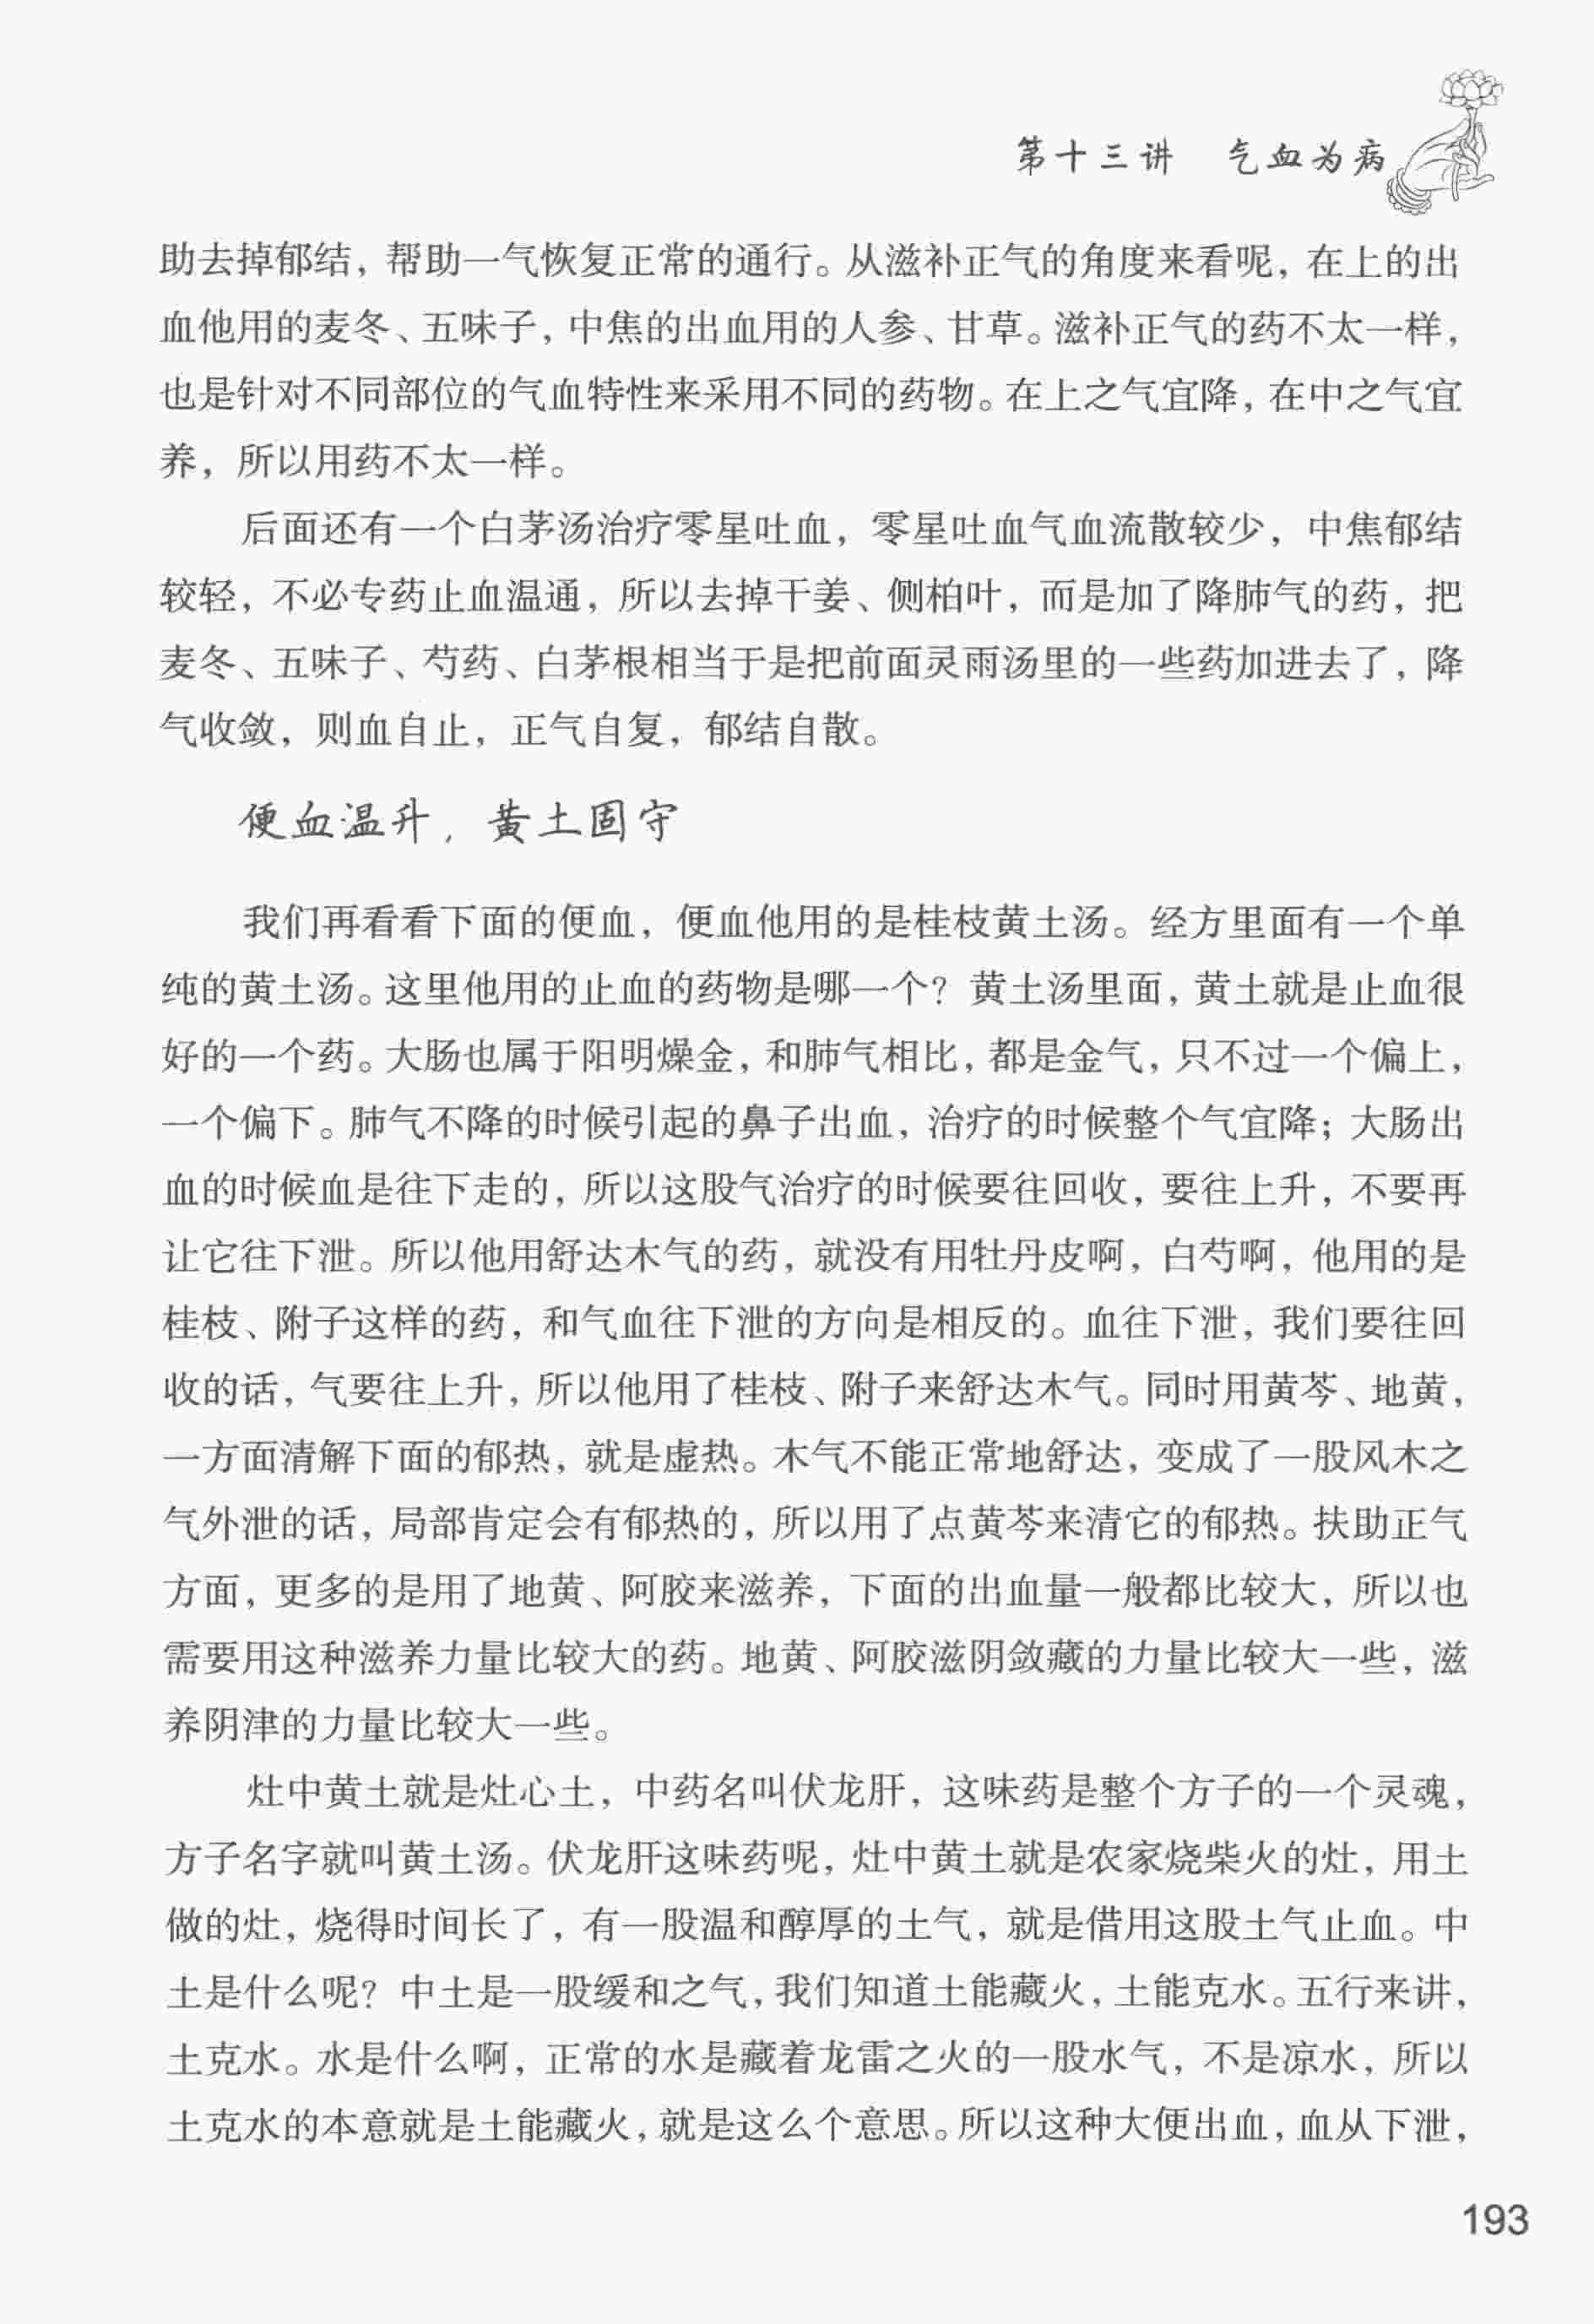 第十三讲 气血为病
助去掉郁结，帮助一气恢复正常的通行。从滋补正气的角度来看呢，在上的出
血他用的麦冬、五味子，中焦的出血用的人参、甘草。滋补正气的药不太一样，
也是针对不同部位的气血特性来采用不同的药物。在上之气宜降，在中之气宜
养，所以用药不太一样。
后面还有一个白茅汤治疗零星吐血，零星吐血气血流散较少，中焦郁结
较轻，不必专药止血温通，所以去掉干姜、侧柏叶，而是加了降肺气的药，把
麦冬、五味子、芍药、白茅根相当于是把前面灵雨汤里的一些药加进去了，降
气收敛，则血自止，正气自复，郁结自散。
便血温升，黄土固守
我们再看看下面的便血，便血他用的是桂枝黄土汤。经方里面有一个单
纯的黄土汤。这里他用的止血的药物是哪一个？黄土汤里面，黄土就是止血很
好的一个药。大肠也属于阳明燥金，和肺气相比，都是金气，只不过一个偏上，
一个偏下。肺气不降的时候引起的鼻子出血，治疗的时候整个气宜降；大肠出
血的时候血是往下走的，所以这股气治疗的时候要往回收，要往上升，不要再
让它往下泄。所以他用舒达木气的药，就没有用牡丹皮啊，白芍啊，他用的是
桂枝、附子这样的药，和气血往下泄的方向是相反的。血往下泄，我们要往回
收的话，气要往上升，所以他用了桂枝、附子来舒达木气。同时用黄芩、地黄，
一方面清解下面的郁热，就是虚热。木气不能正常地舒达，变成了一股风木之
气外泄的话，局部肯定会有郁热的，所以用了点黄芩来清它的郁热。扶助正气
方面，更多的是用了地黄、阿胶来滋养，下面的出血量一般都比较大，所以也
需要用这种滋养力量比较大的药。地黄、阿胶滋阴敛藏的力量比较大一些，滋
养阴津的力量比较大一些。
灶中黄土就是灶心土，中药名叫伏龙肝，这味药是整个方子的一个灵魂，
方子名字就叫黄土汤。伏龙肝这味药呢，灶中黄土就是农家烧柴火的灶，用土
做的灶，烧得时间长了，有一股温和醇厚的土气，就是借用这股土气止血。中
土是什么呢？中土是一股缓和之气，我们知道土能藏火，土能克水。五行来讲，
土克水。水是什么啊，正常的水是藏着龙雷之火的一股水气，不是凉水，所以
土克水的本意就是土能藏火，就是这么个意思。所以这种大便出血，血从下泄，
193